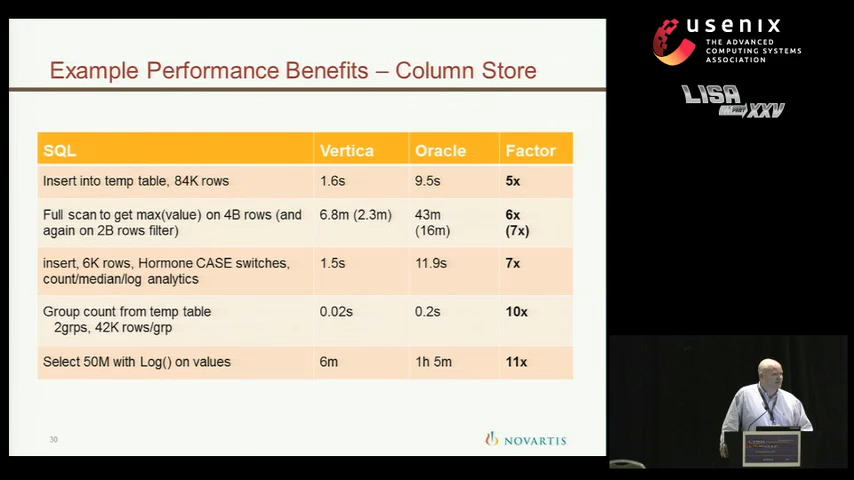 usenix
THE ADVANCED
COMPUTING SYSTEMS
ASSOCIATION
LISA
XXV
Example Performance Benefits – Column Store
SQL Vertica Oracle Factor
Insert into temp table, 84K rows 1.6s 9.5s 5x
Full scan to get max(value) on 4B rows (and 6.8m (2.3m) 43m 6x
again on 2B rows filter) (16m) (7x)
insert, 6K rows, Hormone CASE switches, 1.5s 11.9s 7x
count/median/log analytics
Group count from temp table 0.02s 0.2s 10x
2grps, 42K rows/grp
Select 50M with Log() on values 6m 1h 5m 11x
30
NOVARTIS